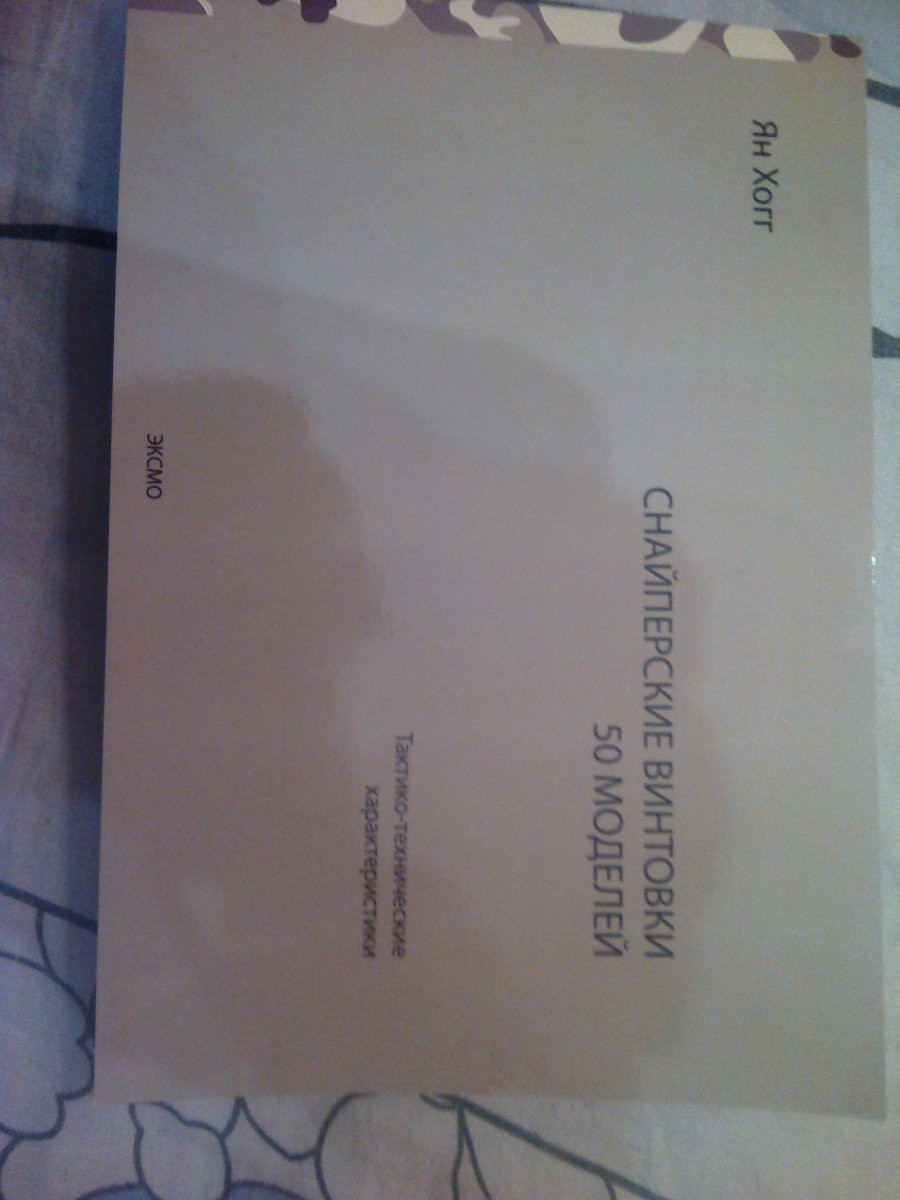 Ян Хогг
СНАЙПЕРСКИЕ ВИНТОВКИ
50 МОДЕЛЕЙ
Тактико-технические
характеристики
ЭКСМО